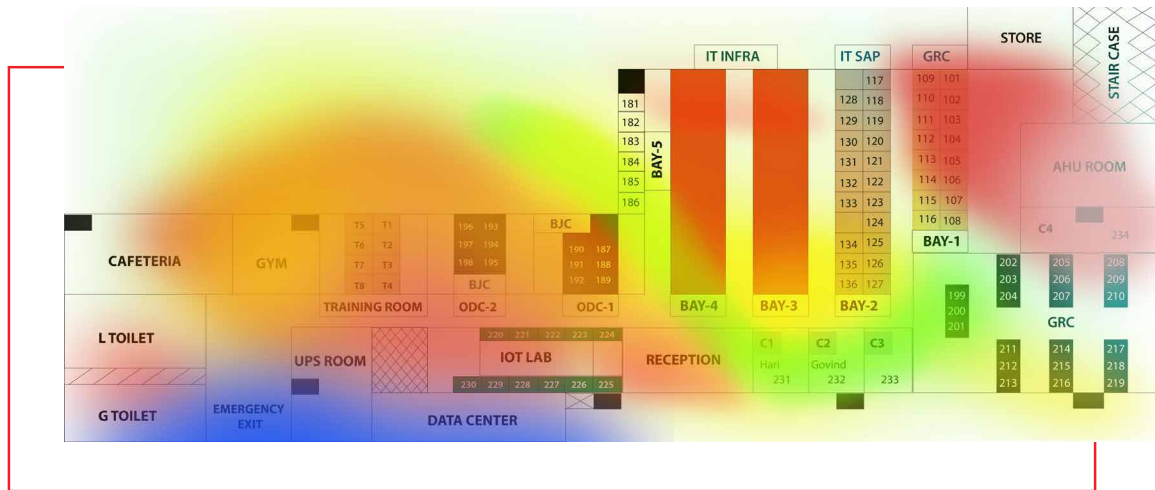 STORE
STAIR CASE
IT INFRA
IT SAP
GRC
117
109 101
181
128 118
110 102
182
129 119
111 103
183
130 120
112 104
184
131 121
113 105
AHU ROOM
185
132 122
114 106
186
133 123
115 107
BAY-5
124
116 108
T5 T1
196 193
BJC
C4
234
T6 T2
197 194
190 187
134 125
BAY-1
CAFETERIA
GYM
T7 T3
198 195
191 188
135 126
202
205
208
T8 T4
BJC
192 189
136 127
203
206
209
204
207
210
TRAINING ROOM
ODC-2
ODC-1
BAY-4
BAY-3
BAY-2
199
200
201
GRC
L TOILET
220 221 222 223 224
C1
C2
C3
211
214
217
UPS ROOM
IOT LAB
RECEPTION
Hari
Govind
212
215
218
230 229 228 227 226 225
231
232
233
213
216
219
G TOILET
EMERGENCY
EXIT
DATA CENTER